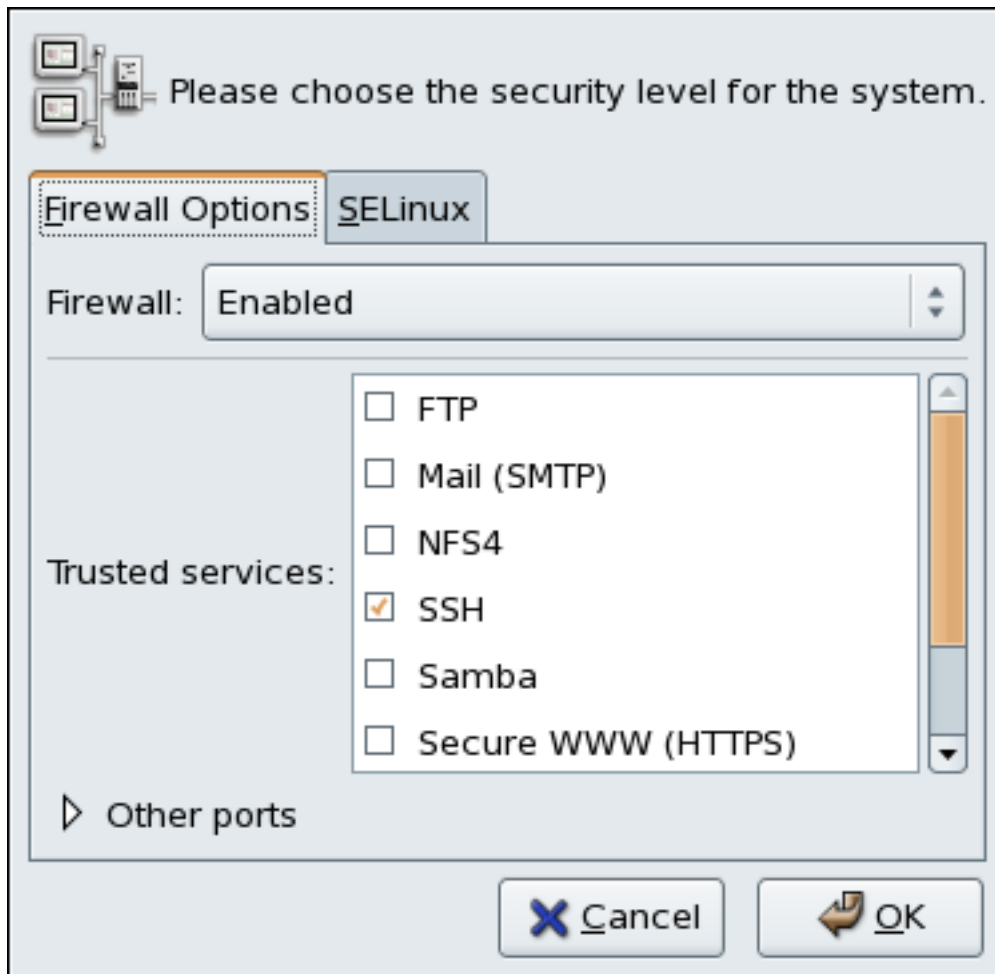 Please choose the security level for the system.
Firewall Options SELinux
Firewall: Enabled
Trusted services:
FTP
Mail (SMTP)
NFS4
SSH
Samba
Secure WWW (HTTPS)
Other ports
Cancel OK